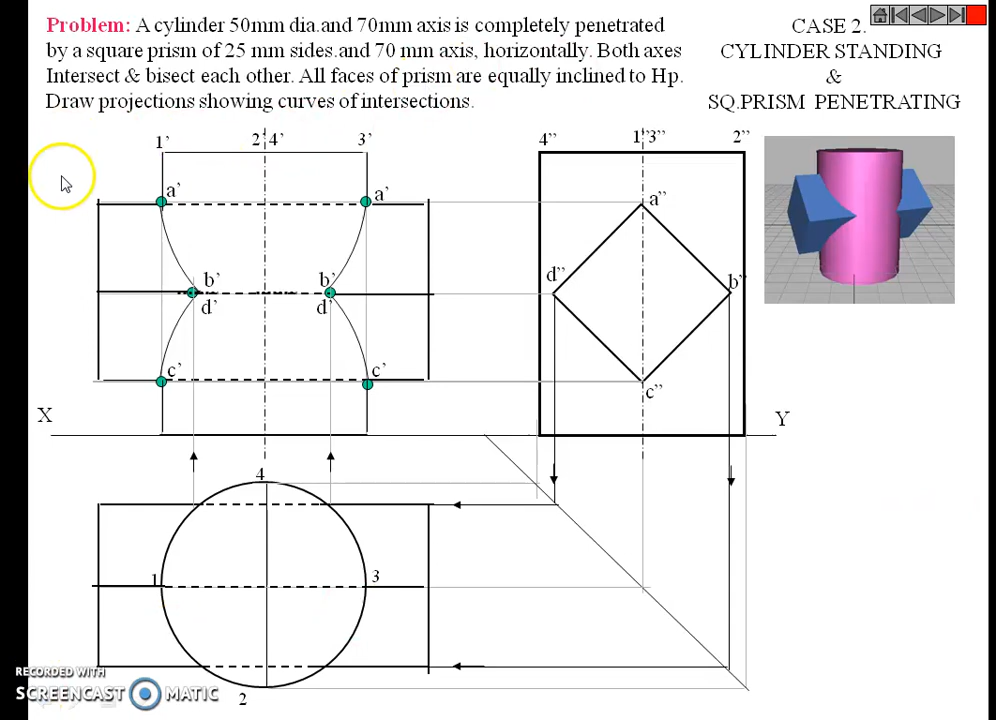 Problem: A cylinder 50mm dia.and 70mm axis is completely penetrated
by a square prism of 25 mm sides.and 70 mm axis, horizontally. Both axes
Intersect & bisect each other. All faces of prism are equally inclined to Hp.
Draw projections showing curves of intersections.
CASE 2.
CYLINDER STANDING
&
SQ.PRISM PENETRATING
1’ 2’ 4’ 3’ 4” 1”3” 2”
a’ a’ a”
b’ b’ d” b”
d’ d’
c’ c’ c”
X Y
4
1 3
2
RECORDED WITH
SCREENCAST MATIC